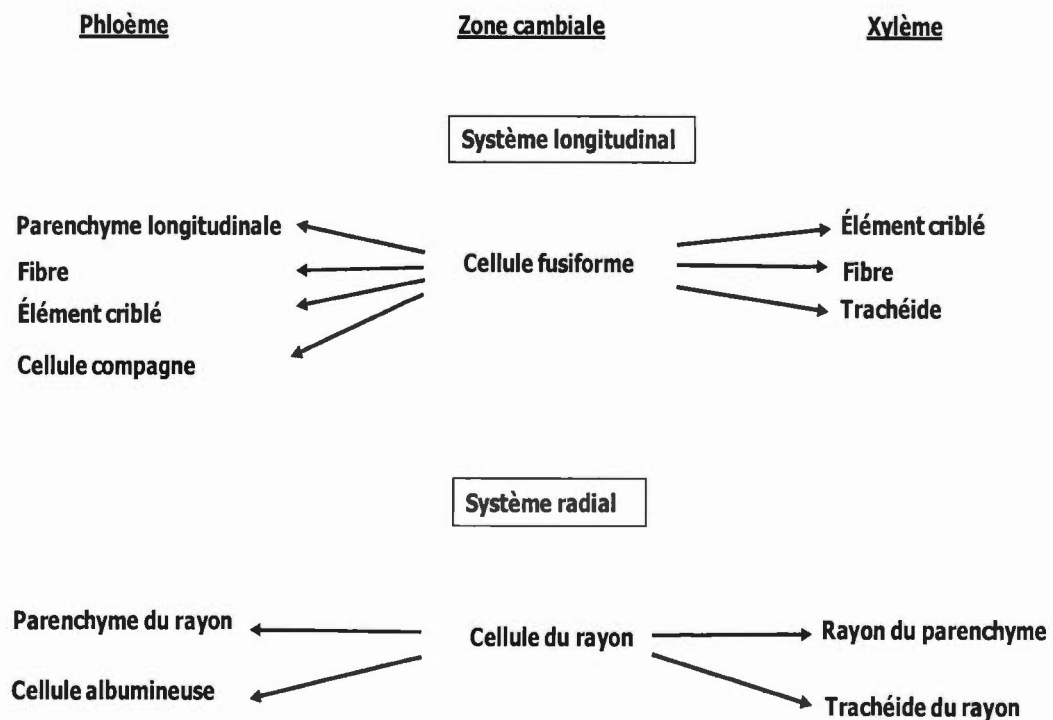 Phloème
Zone cambiale
Xylème
Système longitudinal
Parenchyme longitudinale
Fibre
Élément criblé
Cellule compagne
Cellule fusiforme
Élément criblé
Fibre
Trachéide
Système radial
Parenchyme du rayon
Cellule albumineuse
Cellule du rayon
Rayon du parenchyme
Trachéide du rayon